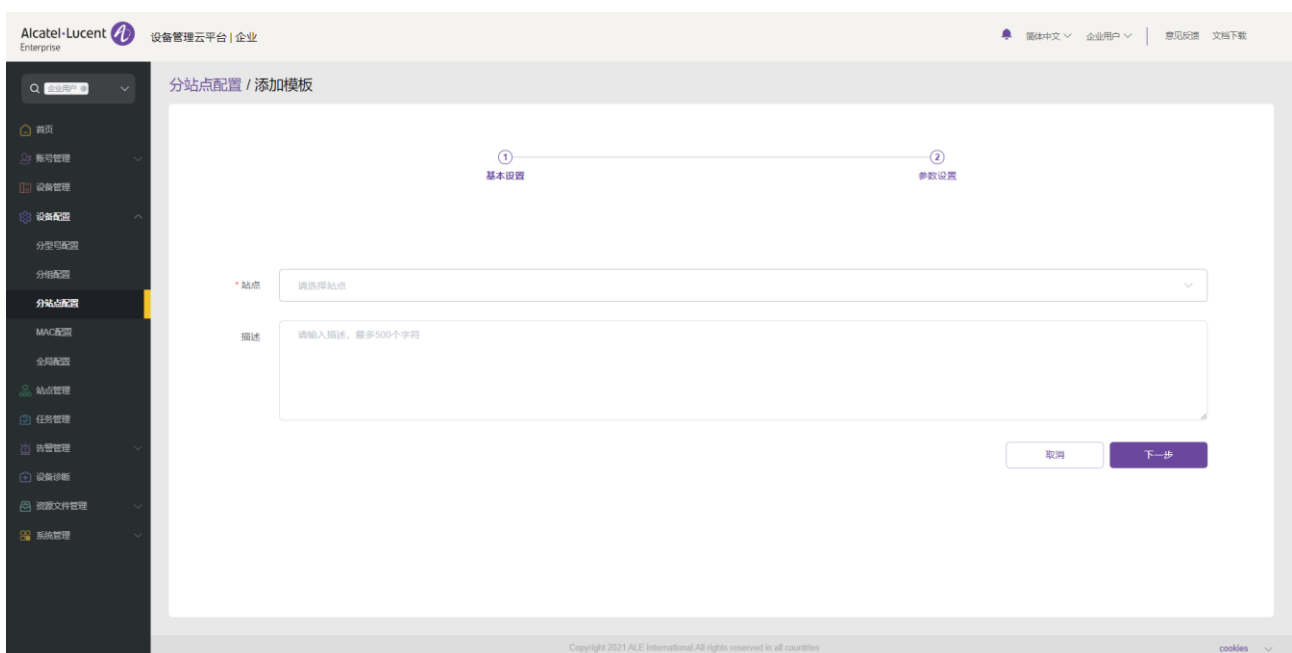 Alcatel·Lucent
Enterprise
设备管理云平台 | 企业
简体中文 企业用户 意见反馈 文档下载
企业用户
分站点配置 / 添加模板
首页
账号管理
设备管理
设备配置
分型号配置
分组配置
分站点配置
MAC配置
全局配置
站点管理
任务管理
告警管理
设备诊断
资源文件管理
系统管理
1 2
基本设置 参数设置
* 站点 请选择站点
描述 请输入描述，最多500个字符
取消 下一步
Copyright 2021 ALE International.All rights reserved in all countries
cookies